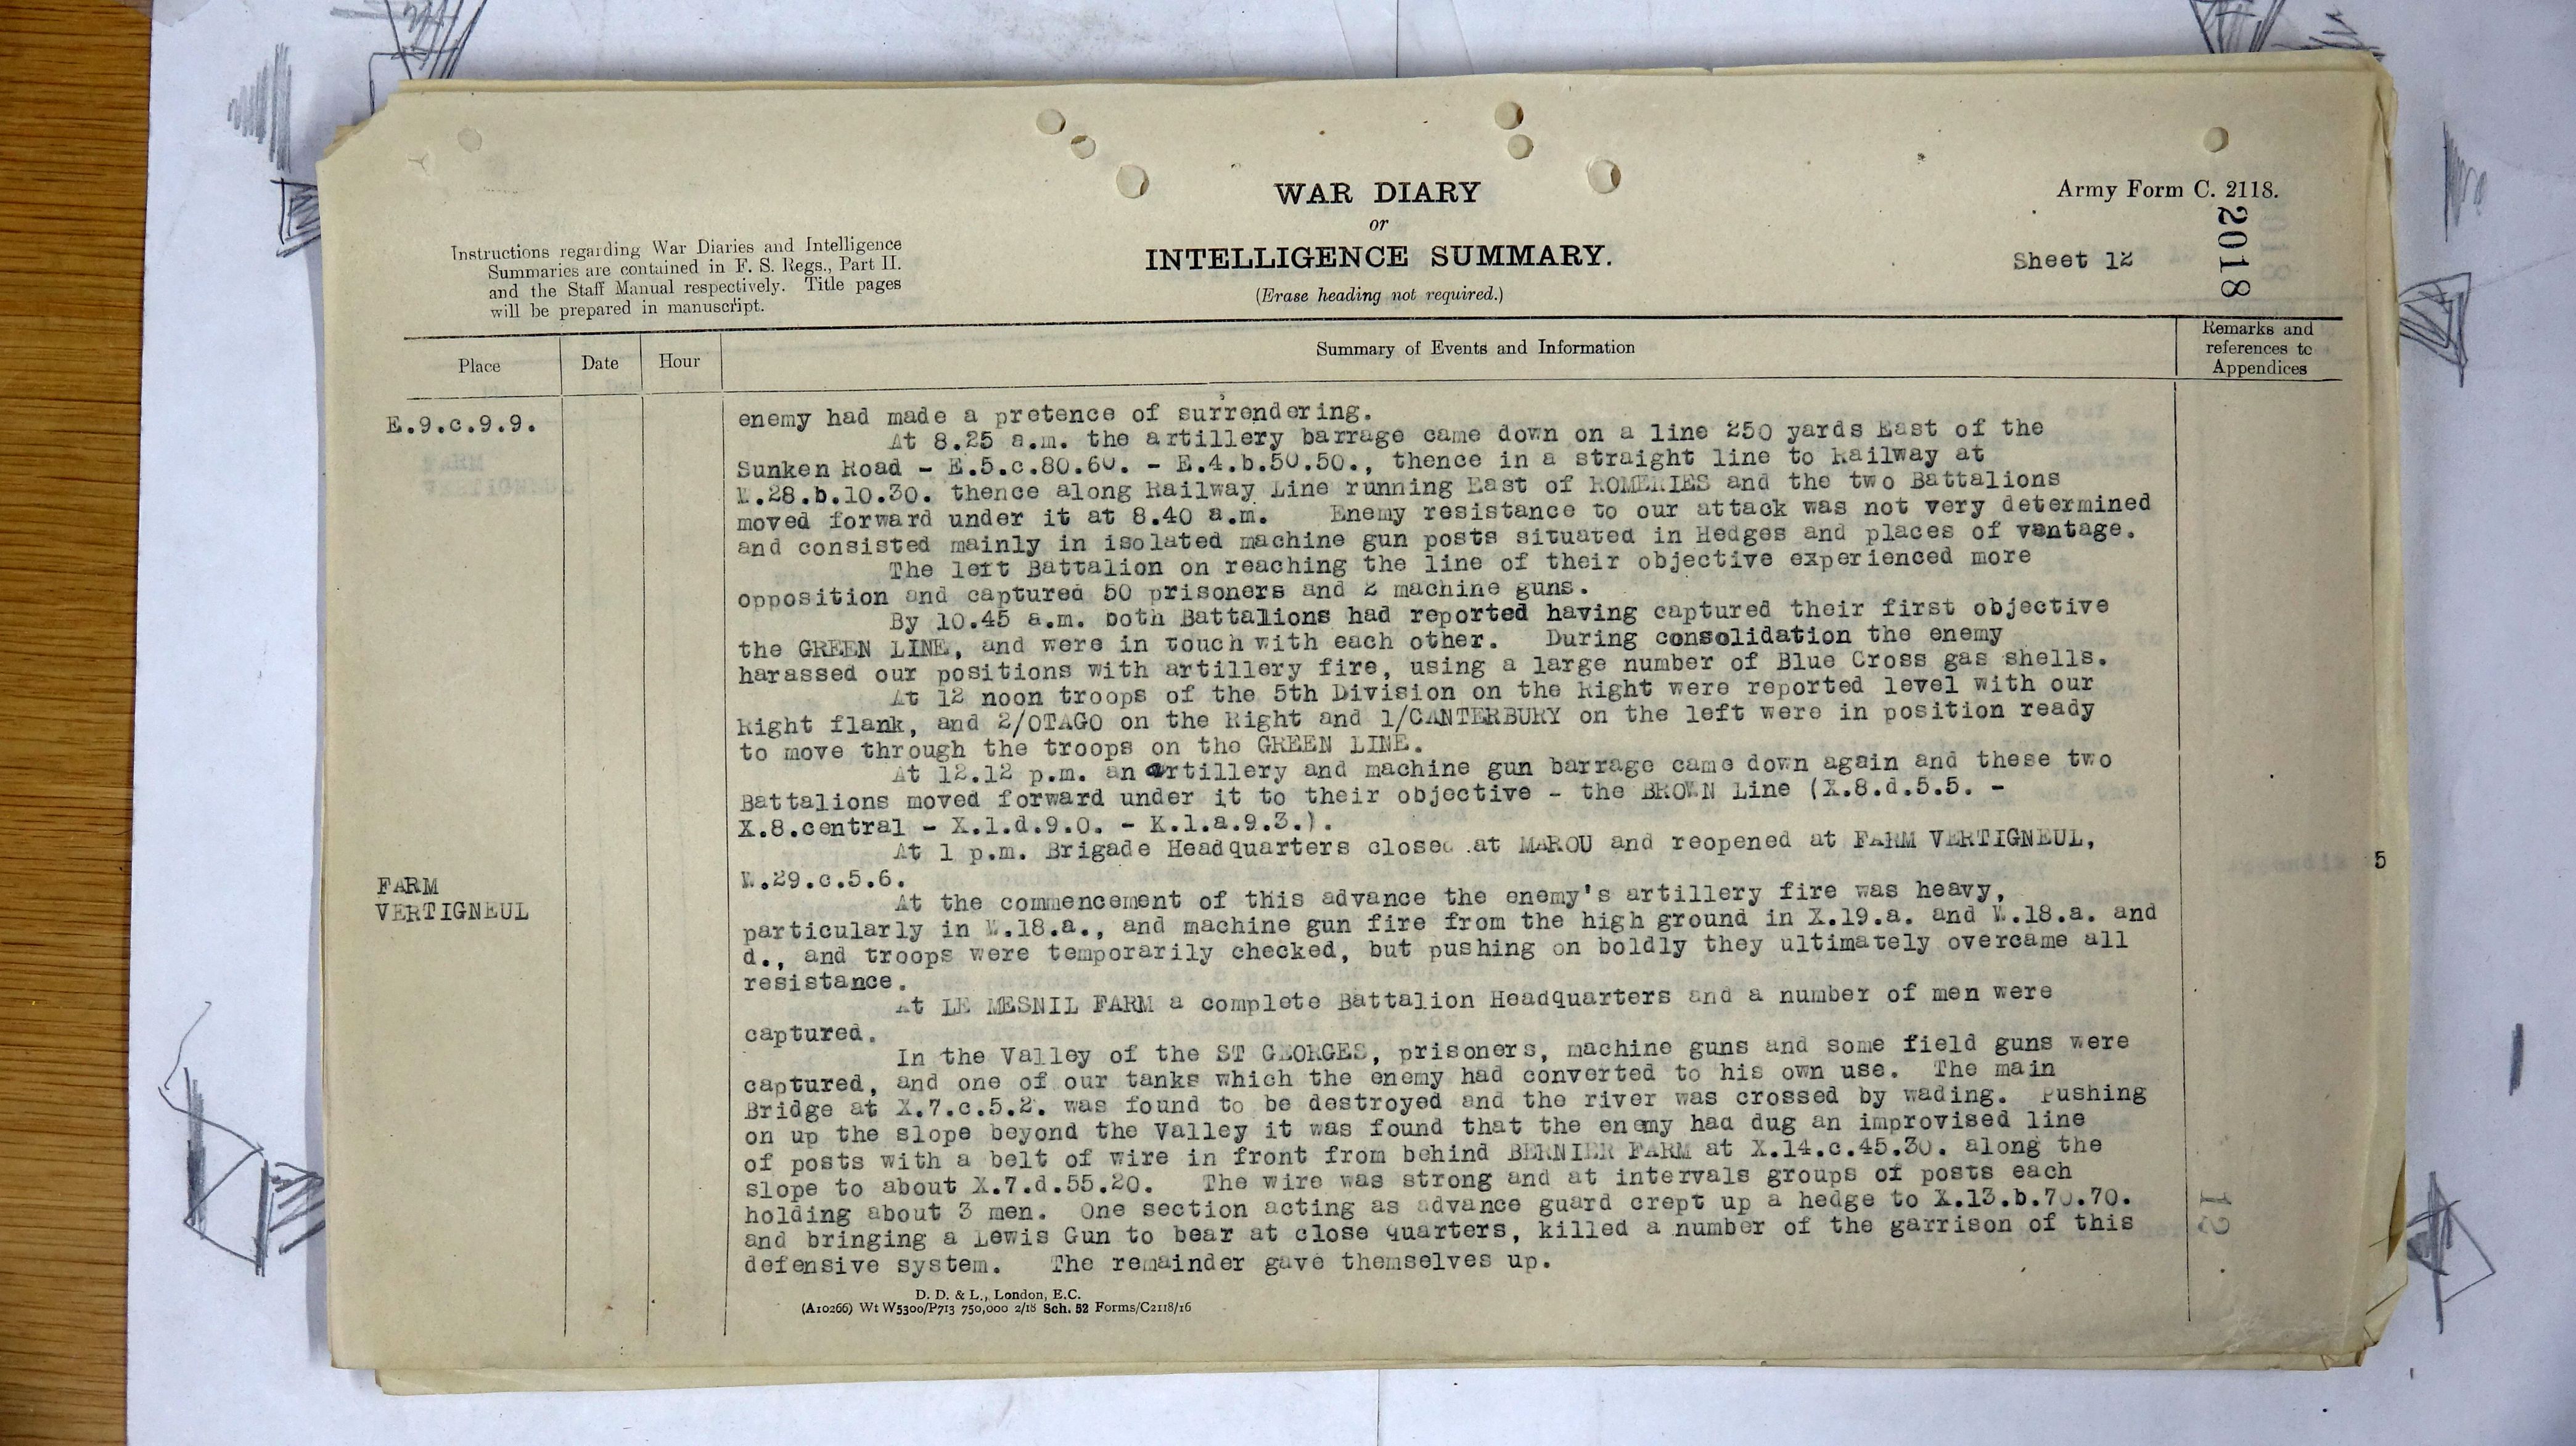 WAR DIARY
or
INTELLIGENCE SUMMARY.
(Erase heading not required.)
Army Form C. 2118.
2018
Sheet 12
Instructions regarding War Diaries and Intelligence
Summaries are contained in F. S. Regs., Part II.
and the Staff Manual respectively. Title pages
will be prepared in manuscript.
Place
Date
Hour
Summary of Events and Information
Remarks and
references to
Appendices
E.9.c.9.9.
enemy had made a pretence of surrendering.
At 8.25 a.m. the artillery barrage came down on a line 250 yards East of the
Sunken Road - E.5.c.80.60. - E.4.b.50.50., thence in a straight line to Railway at
W.28.b.10.30. thence along Railway Line running East of ROMERIES and the two Battalions
moved forward under it at 8.40 a.m. Enemy resistance to our attack was not very determined
and consisted mainly in isolated machine gun posts situated in Hedges and places of vantage.
The left Battalion on reaching the line of their objective experienced more
opposition and captured 50 prisoners and 2 machine guns.
By 10.45 a.m. both Battalions had reported having captured their first objective
the GREEN LINE, and were in touch with each other. During consolidation the enemy
harassed our positions with artillery fire, using a large number of Blue Cross gas shells.
At 12 noon troops of the 5th Division on the Right were reported level with our
Right flank, and 2/OTAGO on the Right and 1/CANTERBURY on the left were in position ready
to move through the troops on the GREEN LINE.
At 12.12 p.m. an artillery and machine gun barrage came down again and these two
Battalions moved forward under it to their objective - the BROWN Line (X.8.d.5.5. -
X.8.central - X.1.d.9.0. - K.1.a.9.3.).
At 1 p.m. Brigade Headquarters closed at MAROU and reopened at FARM VERTIGNEUL,
5
W.29.c.5.6.
FARM
VERTIGNEUL
At the commencement of this advance the enemy's artillery fire was heavy,
particularly in W.18.a., and machine gun fire from the high ground in X.19.a. and W.18.a. and
d., and troops were temporarily checked, but pushing on boldly they ultimately overcame all
resistance.
At LE MESNIL FARM a complete Battalion Headquarters and a number of men were
captured.
In the Valley of the ST GEORGES, prisoners, machine guns and some field guns were
captured, and one of our tanks which the enemy had converted to his own use. The main
Bridge at X.7.c.5.2. was found to be destroyed and the river was crossed by wading. Pushing
on up the slope beyond the Valley it was found that the enemy had dug an improvised line
of posts with a belt of wire in front from behind BERNIER FARM at X.14.c.45.30. along the
slope to about X.7.d.55.20. The wire was strong and at intervals groups of posts each
holding about 3 men. One section acting as advance guard crept up a hedge to X.13.b.70.70.
and bringing a Lewis Gun to bear at close quarters, killed a number of the garrison of this
defensive system. The remainder gave themselves up.
D. D. & L., London, E.C.
(A10266) Wt W5300/P713 750,000 2/18 Sch. 52 Forms/C2118/16